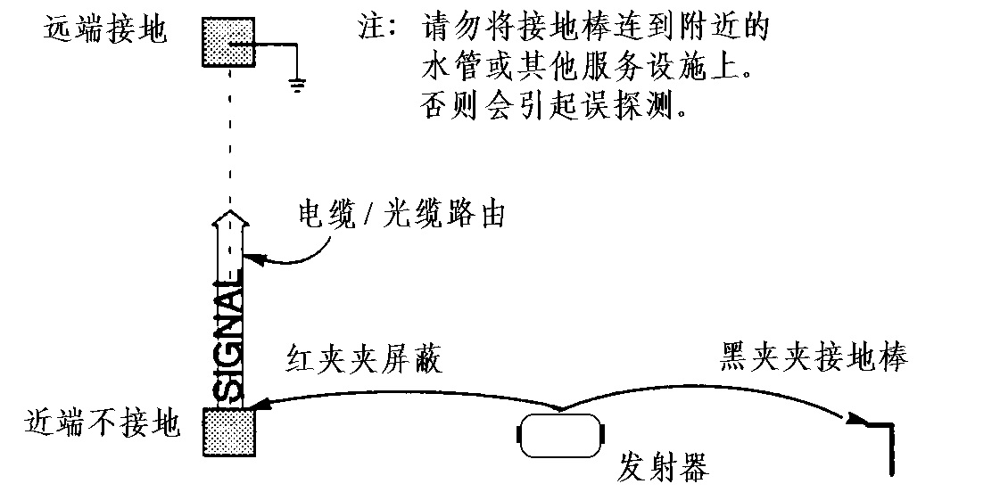 远端接地
注: 请勿将接地棒连到附近的
水管或其他服务设施上。
否则会引起误探测。
电缆/光缆路由
SIGNAL
红夹夹屏蔽
黑夹夹接地棒
近端不接地
发射器